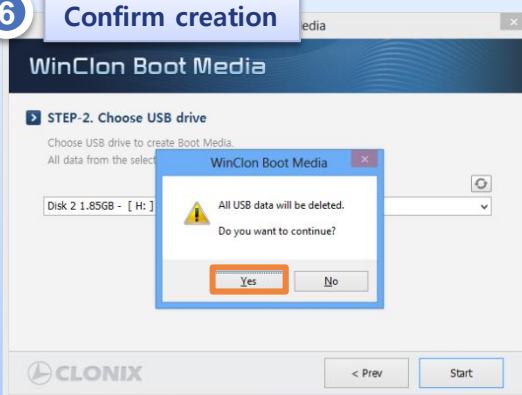 6 Confirm creation
edia
WinClon Boot Media
STEP-2. Choose USB drive
Choose USB drive to create Boot Media.
All data from the select
WinClon Boot Media
All USB data will be deleted.
Do you want to continue?
Disk 2 1.85GB - [ H: ]
Yes No
CLONIX
< Prev Start